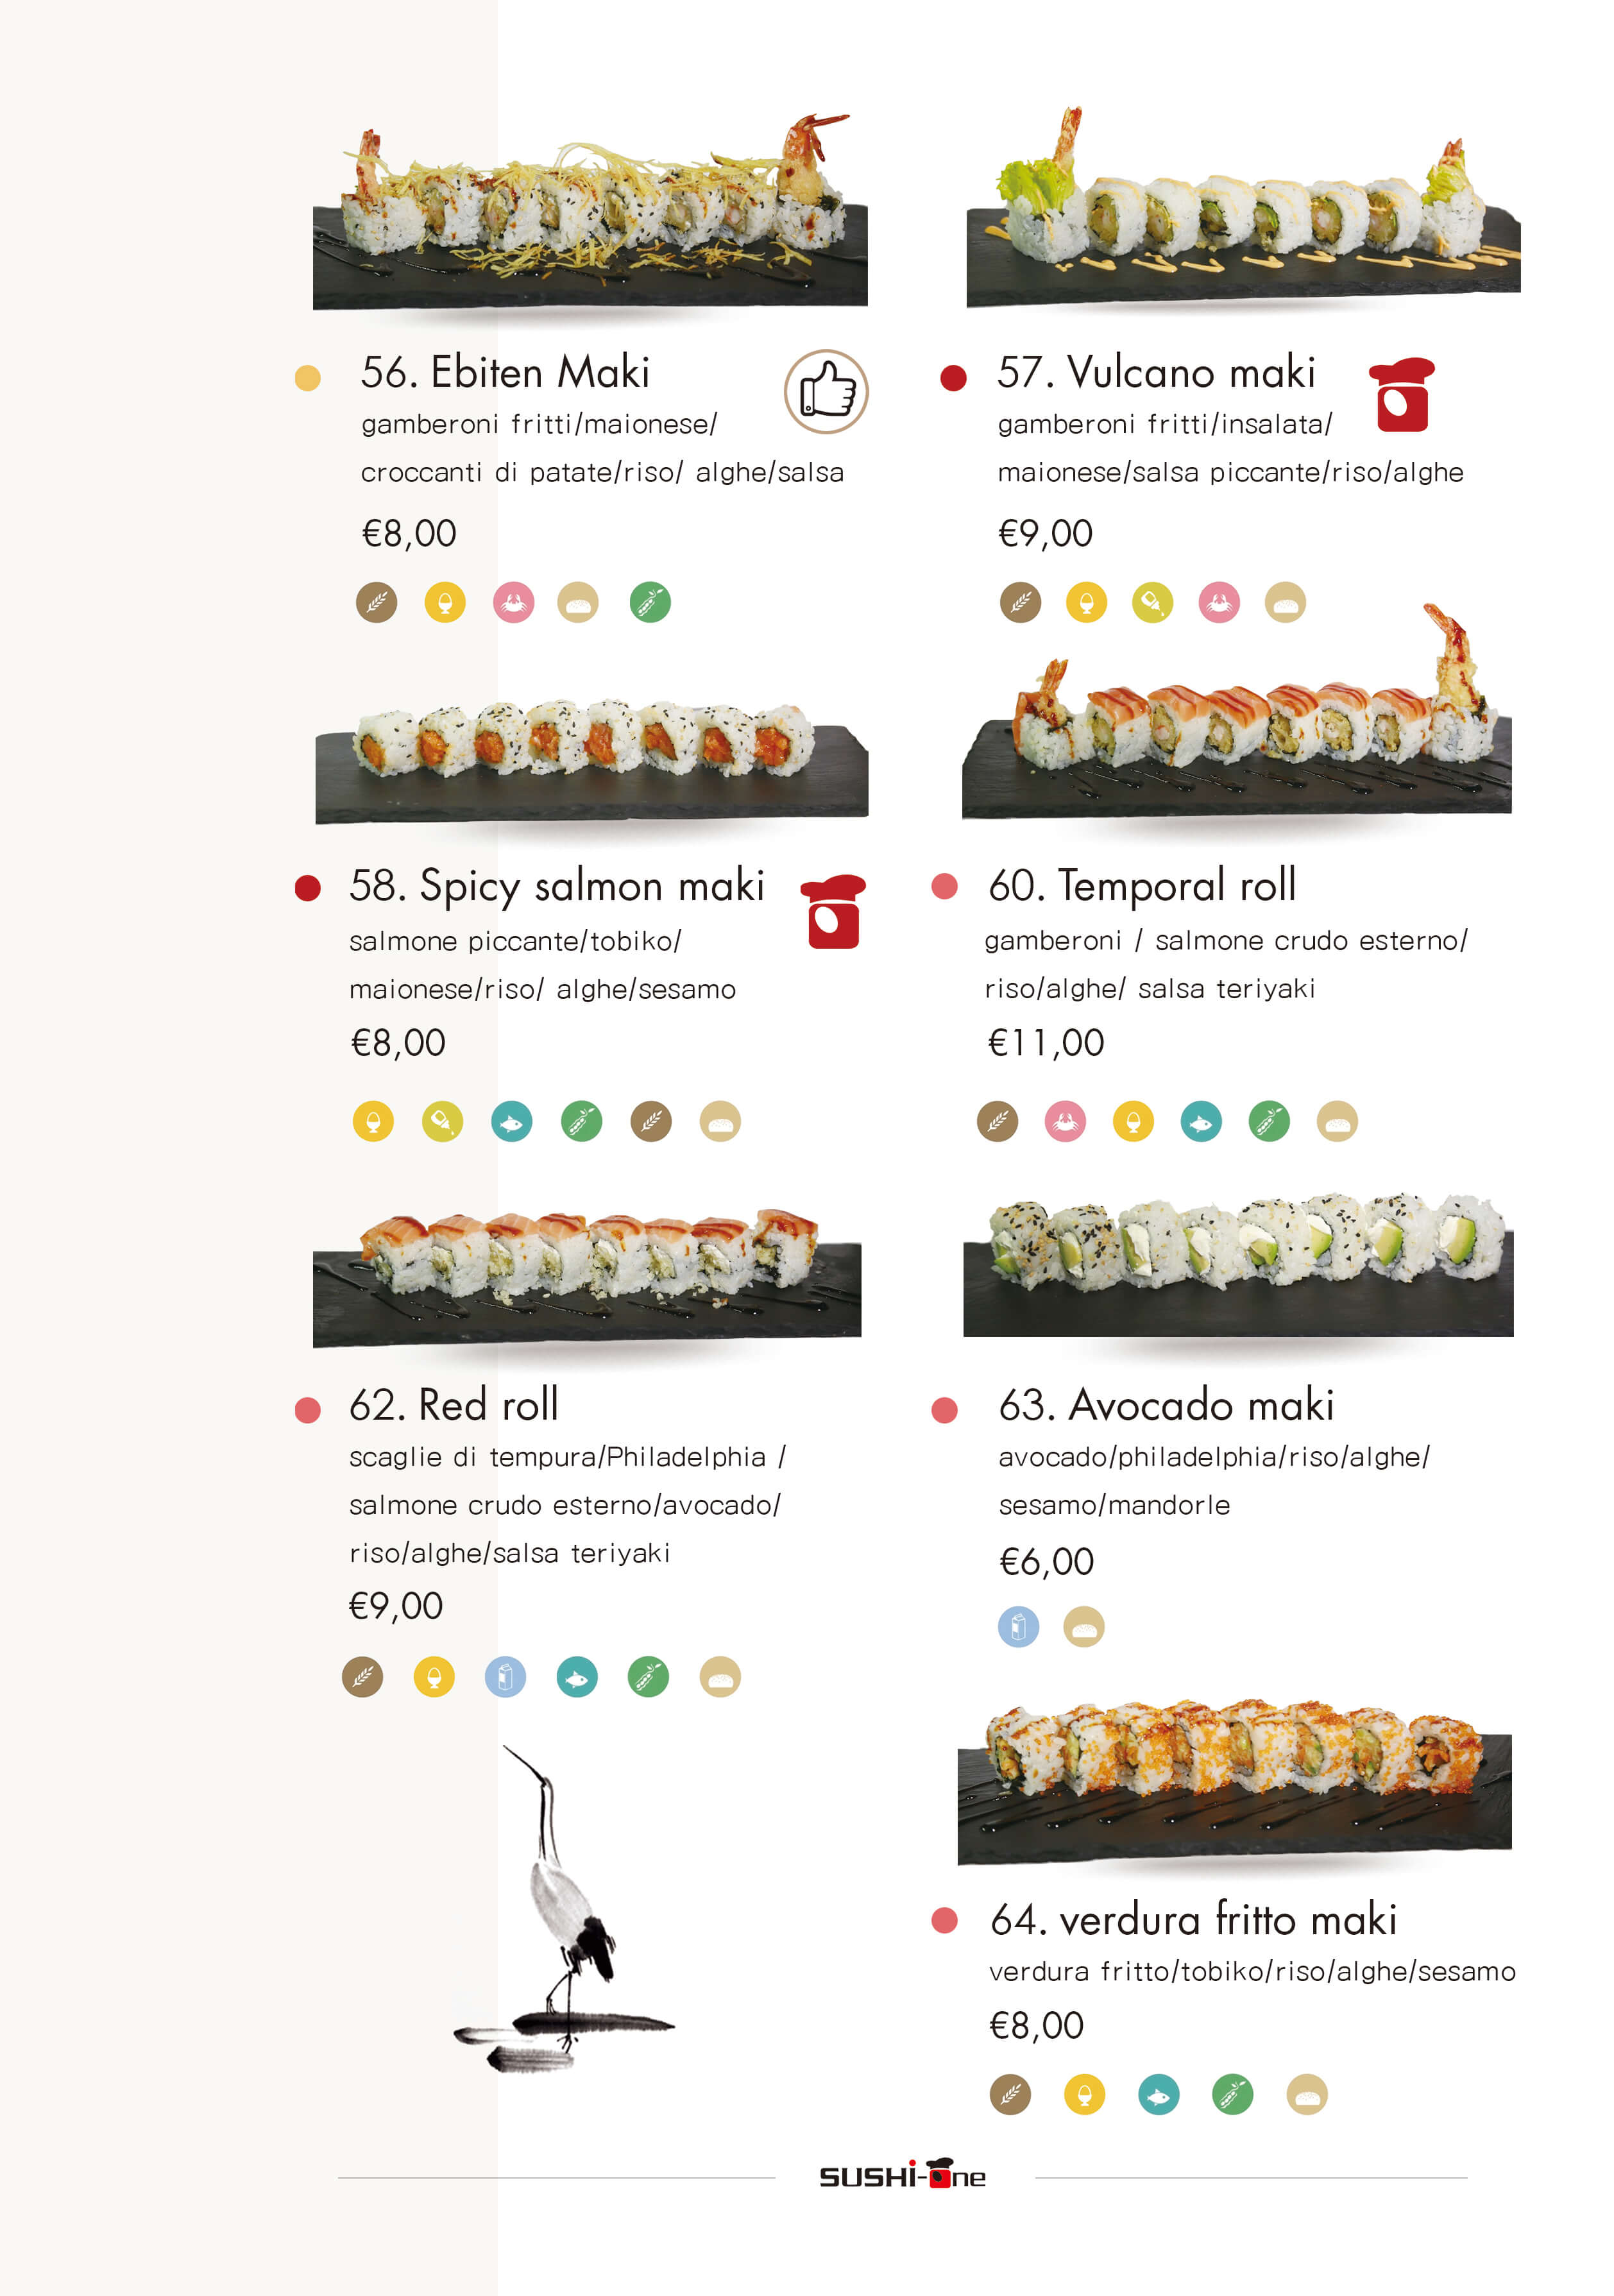 56. Ebiten Maki
gamberoni fritti/maionese/
croccanti di patate/riso/ alghe/salsa
€8,00
57. Vulcano maki
gamberoni fritti/insalata/
maionese/salsa piccante/riso/alghe
€9,00
58. Spicy salmon maki
salmone piccante/tobiko/
maionese/riso/ alghe/sesamo
€8,00
60. Temporal roll
gamberoni / salmone crudo esterno/
riso/alghe/ salsa teriyaki
€11,00
62. Red roll
scaglie di tempura/Philadelphia /
salmone crudo esterno/avocado/
riso/alghe/salsa teriyaki
€9,00
63. Avocado maki
avocado/philadelphia/riso/alghe/
sesamo/mandorle
€6,00
64. verdura fritto maki
verdura fritto/tobiko/riso/alghe/sesamo
€8,00
SUSHi-One